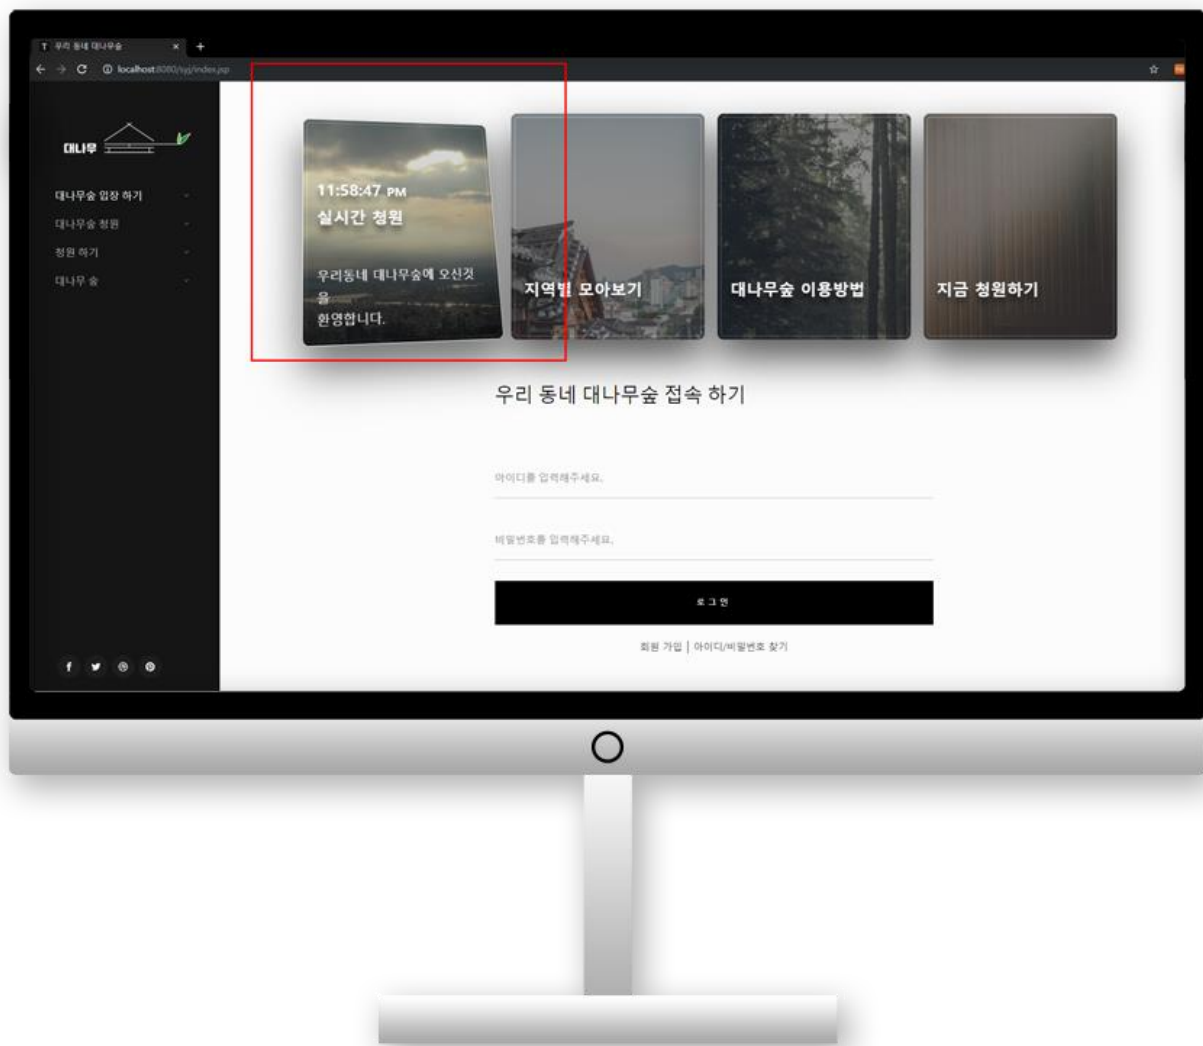 T 우리 동네 대나무숲
localhost:8080/syj/index.jsp
대나무
대나무숲 입장 하기
대나무숲 청원
청원 하기
대나무 숲
11:58:47 PM
실시간 청원
우리동네 대나무숲에 오신것
을
환영합니다.
지역별 모아보기
대나무숲 이용방법
지금 청원하기
우리 동네 대나무숲 접속 하기
아이디를 입력해주세요.
비밀번호를 입력해주세요.
로그인
회원 가입 | 아이디/비밀번호 찾기